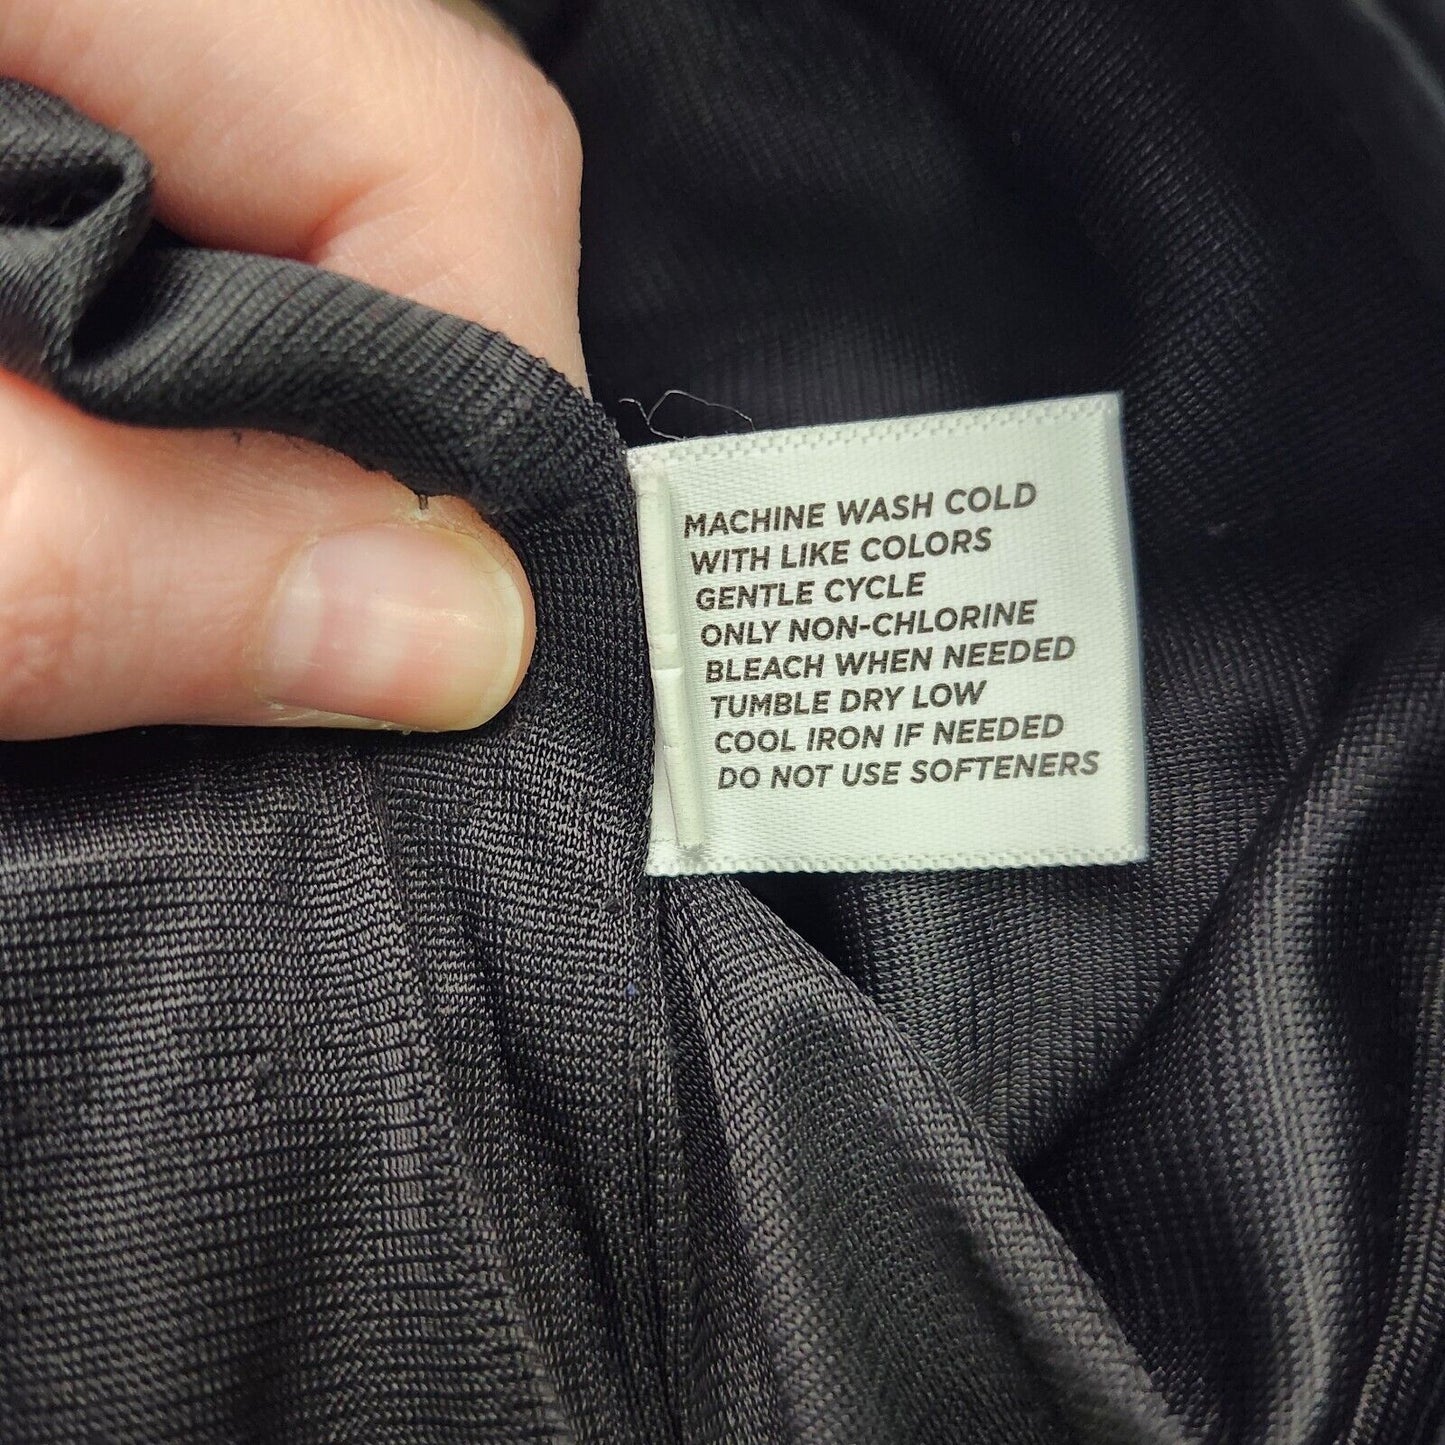 MACHINE WASH COLD
WITH LIKE COLORS
GENTLE CYCLE
ONLY NON-CHLORINE
BLEACH WHEN NEEDED
TUMBLE DRY LOW
COOL IRON IF NEEDED
DO NOT USE SOFTENERS